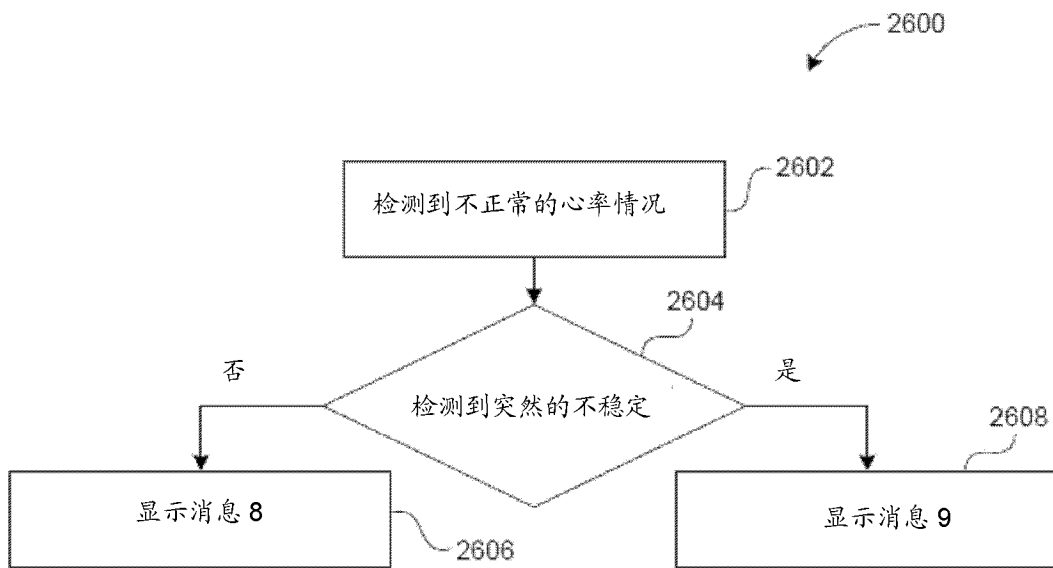 2600
检测到不正常的心率情况
2602
2604
否
是
检测到突然的不稳定
2608
显示消息 8
显示消息 9
2606